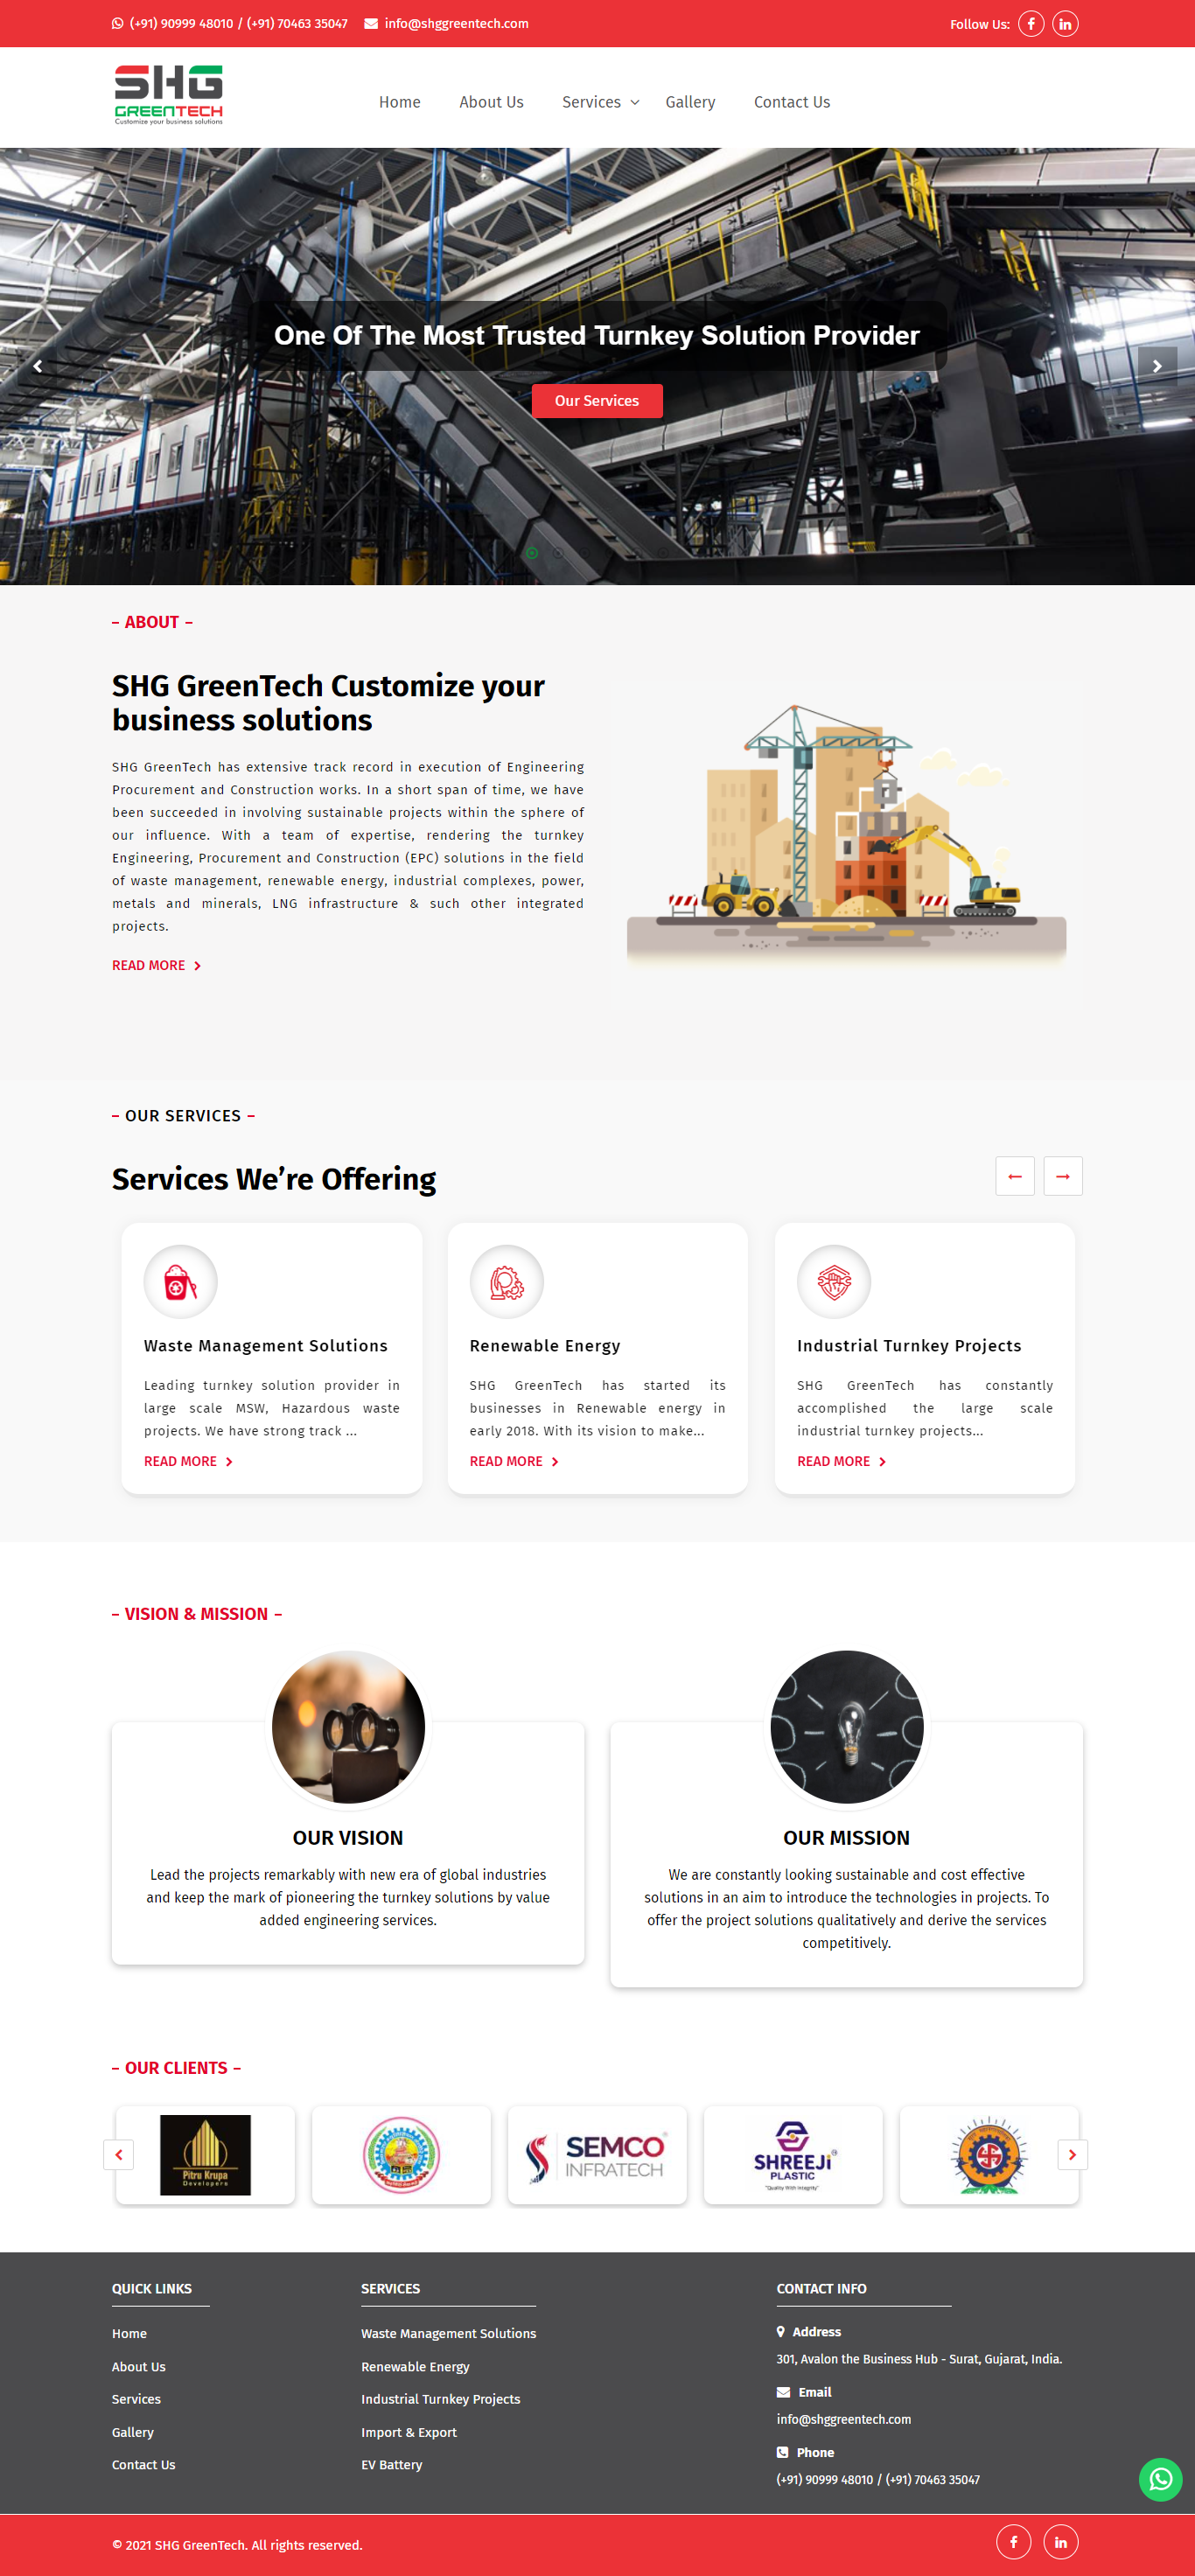 (+91) 90999 48010 / (+91) 70463 35047 info@shggreentech.com Follow Us:
SHG
GREENTECH
Customize your business solutions
Home About Us Services Gallery Contact Us
One Of The Most Trusted Turnkey Solution Provider
Our Services
– ABOUT –
SHG GreenTech Customize your
business solutions
SHG GreenTech has extensive track record in execution of Engineering
Procurement and Construction works. In a short span of time, we have
been succeeded in involving sustainable projects within the sphere of
our influence. With a team of expertise, rendering the turnkey
Engineering, Procurement and Construction (EPC) solutions in the field
of waste management, renewable energy, industrial complexes, power,
metals and minerals, LNG infrastructure & such other integrated
projects.
READ MORE
– OUR SERVICES –
Services We’re Offering
Waste Management Solutions
Leading turnkey solution provider in
large scale MSW, Hazardous waste
projects. We have strong track ...
READ MORE
Renewable Energy
SHG GreenTech has started its
businesses in Renewable energy in
early 2018. With its vision to make...
READ MORE
Industrial Turnkey Projects
SHG GreenTech has constantly
accomplished the large scale
industrial turnkey projects...
READ MORE
– VISION & MISSION –
OUR VISION
Lead the projects remarkably with new era of global industries
and keep the mark of pioneering the turnkey solutions by value
added engineering services.
OUR MISSION
We are constantly looking sustainable and cost effective
solutions in an aim to introduce the technologies in projects. To
offer the project solutions qualitatively and derive the services
competitively.
– OUR CLIENTS –
Pitru Krupa
Developers
SEMCO
INFRATECH
SHREEJI
PLASTIC
"Quality With Integrity"
QUICK LINKS
Home
About Us
Services
Gallery
Contact Us
SERVICES
Waste Management Solutions
Renewable Energy
Industrial Turnkey Projects
Import & Export
EV Battery
CONTACT INFO
Address
301, Avalon the Business Hub - Surat, Gujarat, India.
Email
info@shggreentech.com
Phone
(+91) 90999 48010 / (+91) 70463 35047
© 2021 SHG GreenTech. All rights reserved.